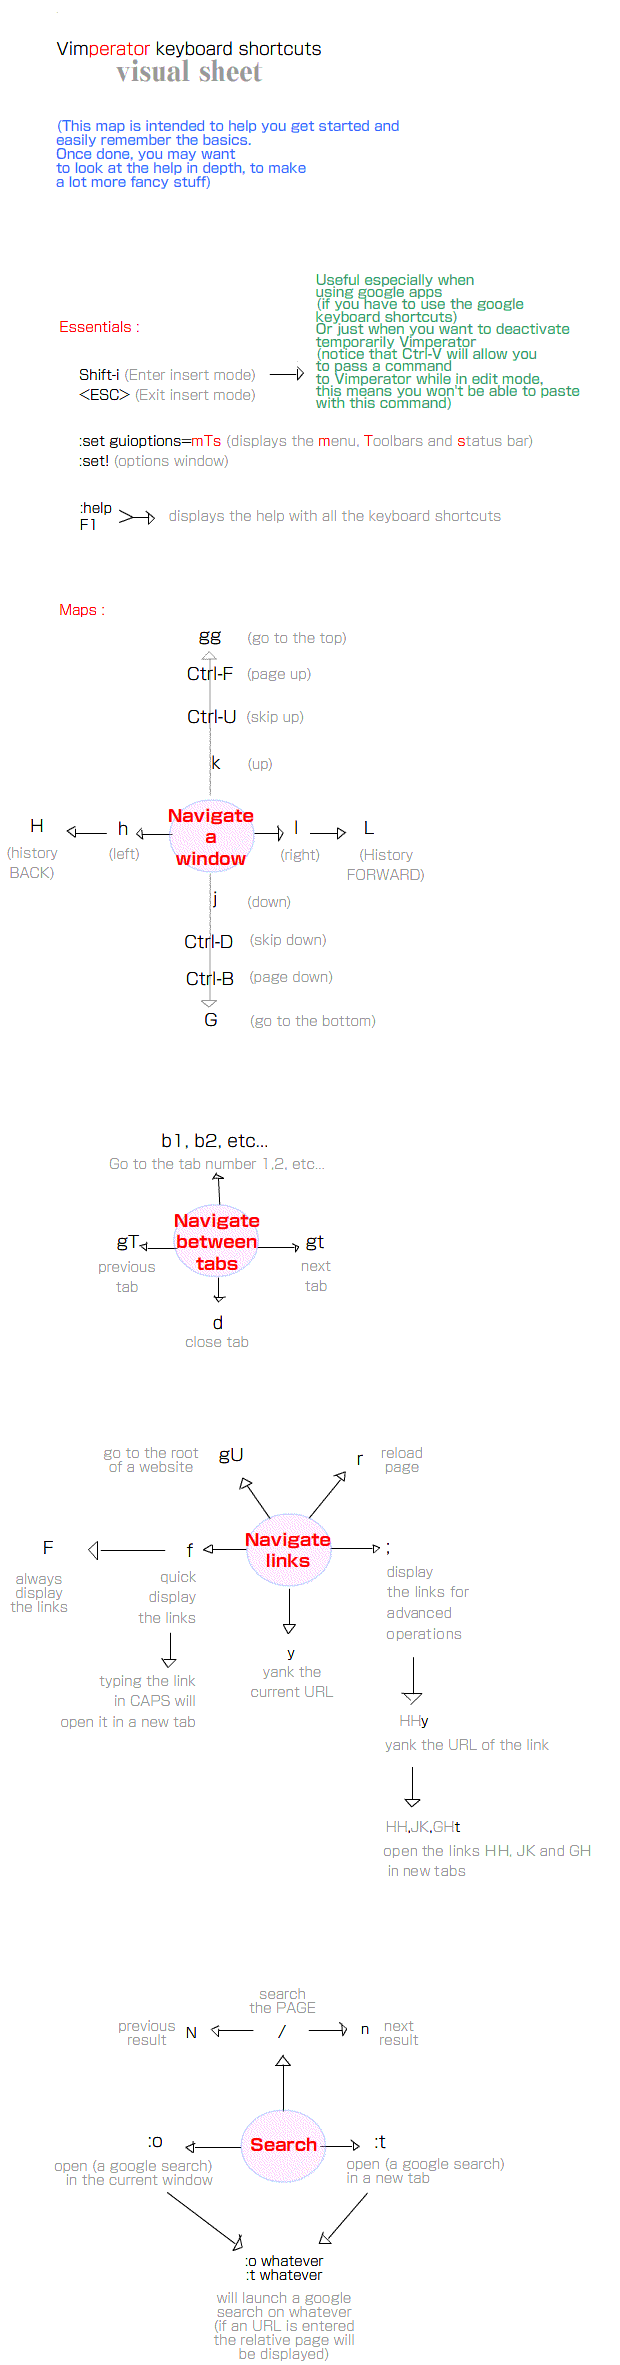 Vimperator keyboard shortcuts
visual sheet
(This map is intended to help you get started and
easily remember the basics.
Once done, you may want
to look at the help in depth, to make
a lot more fancy stuff)
Useful especially when
using google apps
(if you have to use the google
keyboard shortcuts)
Or just when you want to deactivate
temporarily Vimperator
(notice that Ctrl-V will allow you
to pass a command
to Vimperator while in edit mode,
this means you won't be able to paste
with this command)
Essentials :
Shift-i (Enter insert mode)
<ESC> (Exit insert mode)
:set guioptions=mTs (displays the menu, Toolbars and status bar)
:set! (options window)
:help
F1
displays the help with all the keyboard shortcuts
Maps :
gg (go to the top)
Ctrl-F (page up)
Ctrl-U (skip up)
k (up)
Navigate
a
window
H
(history
BACK)
h
(left)
l
(right)
L
(History
FORWARD)
j (down)
Ctrl-D (skip down)
Ctrl-B (page down)
G (go to the bottom)
b1, b2, etc...
Go to the tab number 1,2, etc...
Navigate
between
tabs
gT
previous
tab
gt
next
tab
d
close tab
go to the root
of a website
gU
r
reload
page
Navigate
links
F
always
display
the links
f
quick
display
the links
typing the link
in CAPS will
open it in a new tab
y
yank the
current URL
;
display
the links for
advanced
operations
HHy
yank the URL of the link
HH,JK,GHt
open the links HH, JK and GH
in new tabs
search
the PAGE
/
previous
result
N
n
next
result
Search
:o
open (a google search)
in the current window
:t
open (a google search)
in a new tab
:o whatever
:t whatever
will launch a google
search on whatever
(if an URL is entered
the relative page will
be displayed)